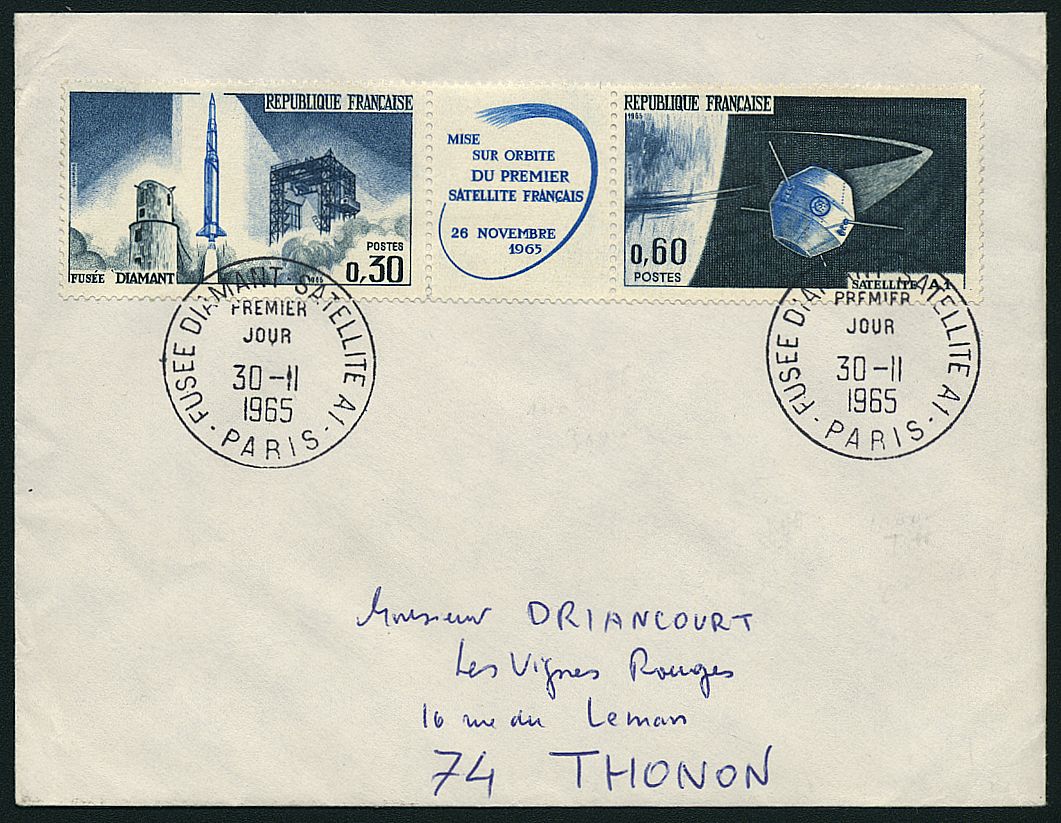 REPUBLIQUE FRANÇAISE
FUSÉE DIAMANT
POSTES
0,30
1965
MISE
SUR ORBITE
DU PREMIER
SATELLITE FRANÇAIS
26 NOVEMBRE
1965
REPUBLIQUE FRANÇAISE
1965
0,60
POSTES
SATELLITE A1
FUSEE DIAMANT-SATELLITE A1
PREMIER
JOUR
30-11
1965
- PARIS -
FUSEE DIAMANT-SATELLITE A1
PREMIER
JOUR
30-11
1965
- PARIS -
Monsieur DRIANCOURT
Les Vignes Rouges
16 rue du Leman
74 THONON